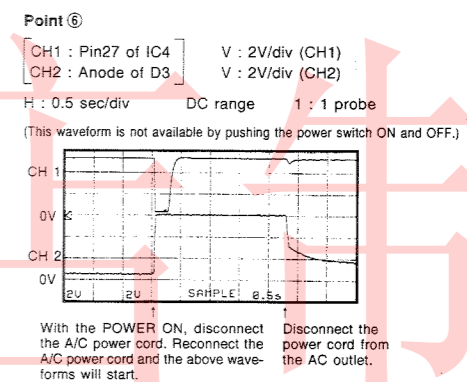 Point ⑥
CH1 : Pin27 of IC4 V : 2V/div (CH1)
CH2 : Anode of D3 V : 2V/div (CH2)
H : 0.5 sec/div DC range 1 : 1 probe
(This waveform is not available by pushing the power switch ON and OFF.)
CH 1
0V
CH 2
0V
2V 2V SAMPLE 0.5s
With the POWER ON, disconnect
the A/C power cord. Reconnect the
A/C power cord and the above wave-
forms will start.
Disconnect the
power cord from
the AC outlet.